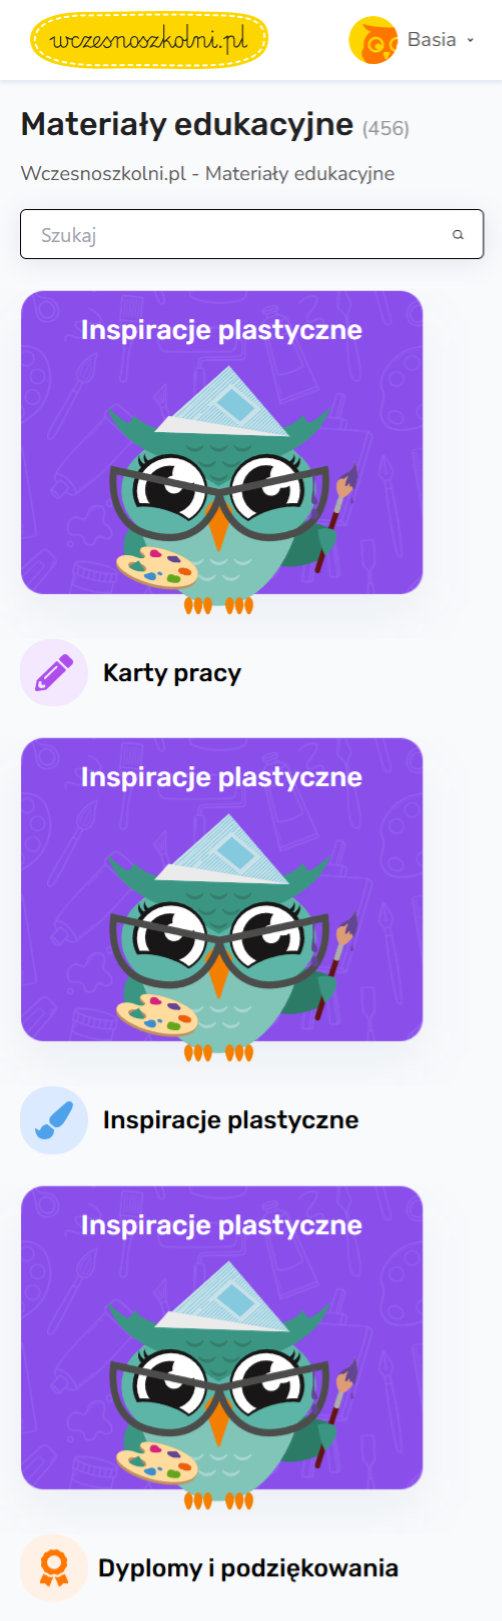 wczesnoszkolni.pl
Basia
Materiały edukacyjne (456)
Wczesnoszkolni.pl - Materiały edukacyjne
Szukaj
Inspiracje plastyczne
Karty pracy
Inspiracje plastyczne
Inspiracje plastyczne
Inspiracje plastyczne
Dyplomy i podziękowania